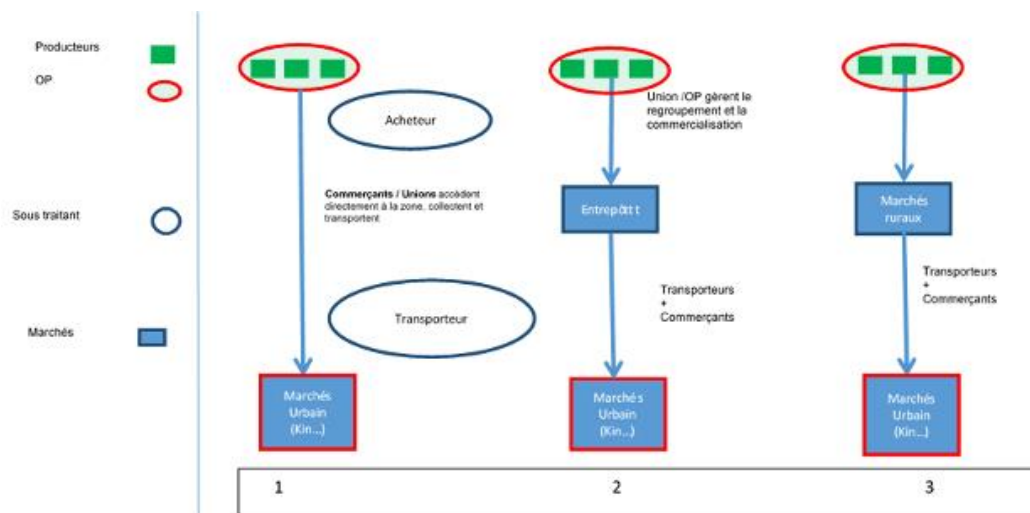 Producteurs
OP
Sous traitant
Marchés
Acheteur
Commerçants / Unions accèdent
directement à la zone, collectent et
transportent
Transporteur
Marchés
Urbain
(Kin...)
1
Union /OP gèrent le
regroupement et la
commercialisation
Entrepôtt t
Transporteurs
+
Commerçants
Marchés
Urbain
(Kin...)
2
Marchés
ruraux
Transporteurs
+
Commerçants
Marchés
Urbain
(Kin...)
3